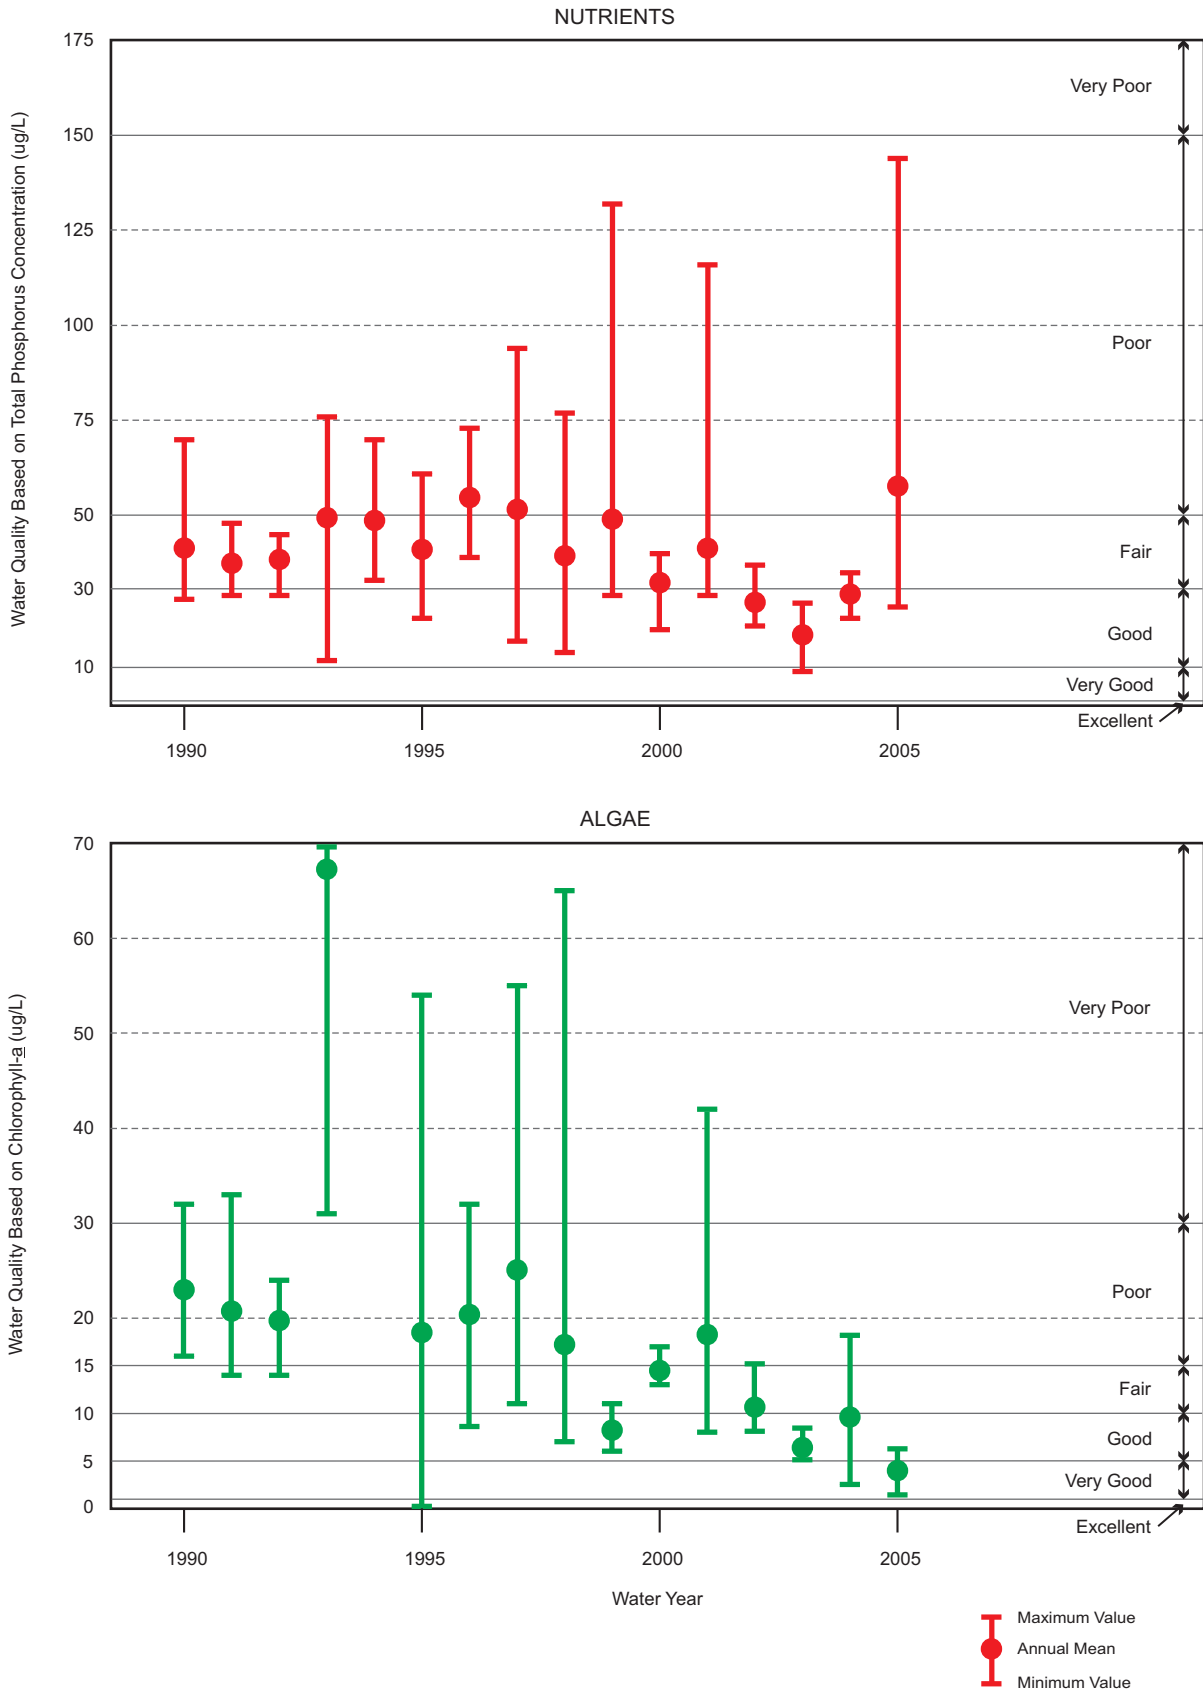 NUTRIENTS
Water Quality Based on Total Phosphorus Concentration (ug/L)
175
150
125
100
75
50
30
10
Very Poor
Poor
Fair
Good
Very Good
Excellent
1990 1995 2000 2005
ALGAE
Water Quality Based on Chlorophyll-a (ug/L)
70
60
50
40
30
20
15
10
5
0
Very Poor
Poor
Fair
Good
Very Good
Excellent
1990 1995 2000 2005
Water Year
Maximum Value
Annual Mean
Minimum Value